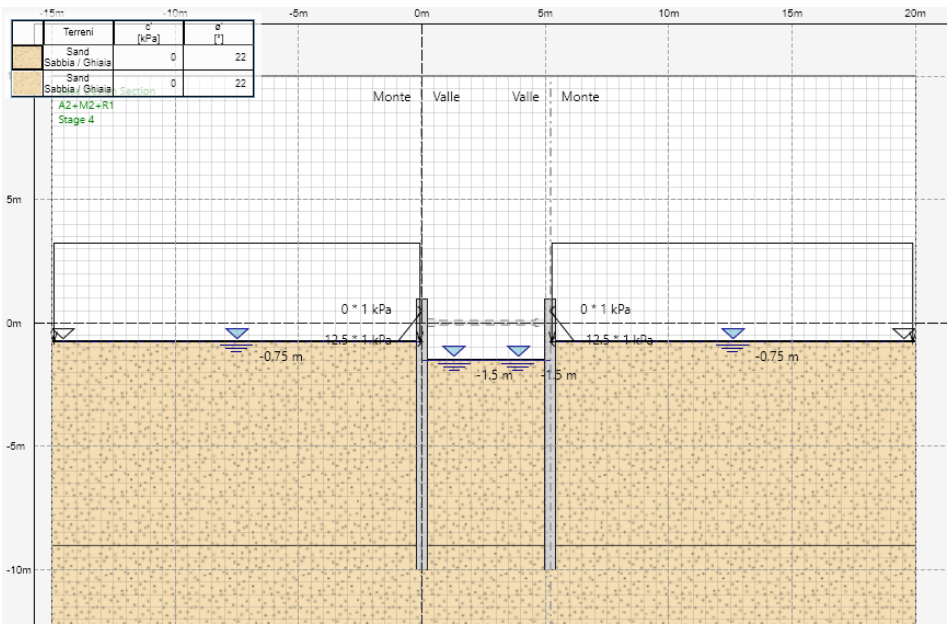 -15m -10m -5m 0m 5m 10m 15m 20m
Terreni c' [kPa] ø' [°]
Sand
Sabbia / Ghiaia 0 22
Sand
Sabbia / Ghiaia 0 22
Section
A2+M2+R1
Stage 4
Monte Valle Valle Monte
5m
0 * 1 kPa 0 * 1 kPa
0m
12.5 * 1 kPa 12.5 * 1 kPa
-0.75 m -0.75 m
-1.5 m -1.5 m
-5m
-10m